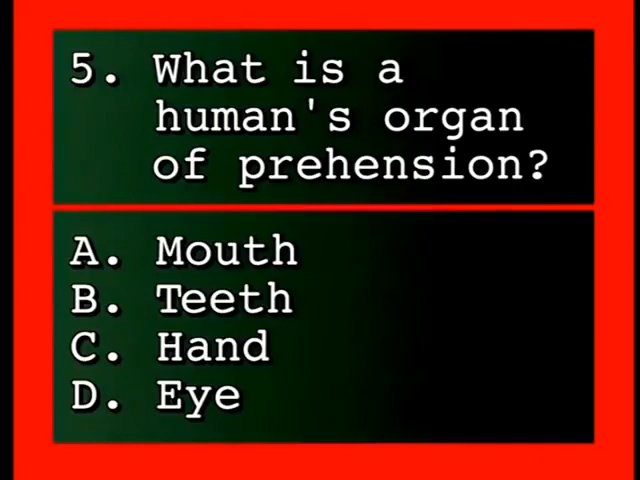 5. What is a
human's organ
of prehension?
A. Mouth
B. Teeth
C. Hand
D. Eye